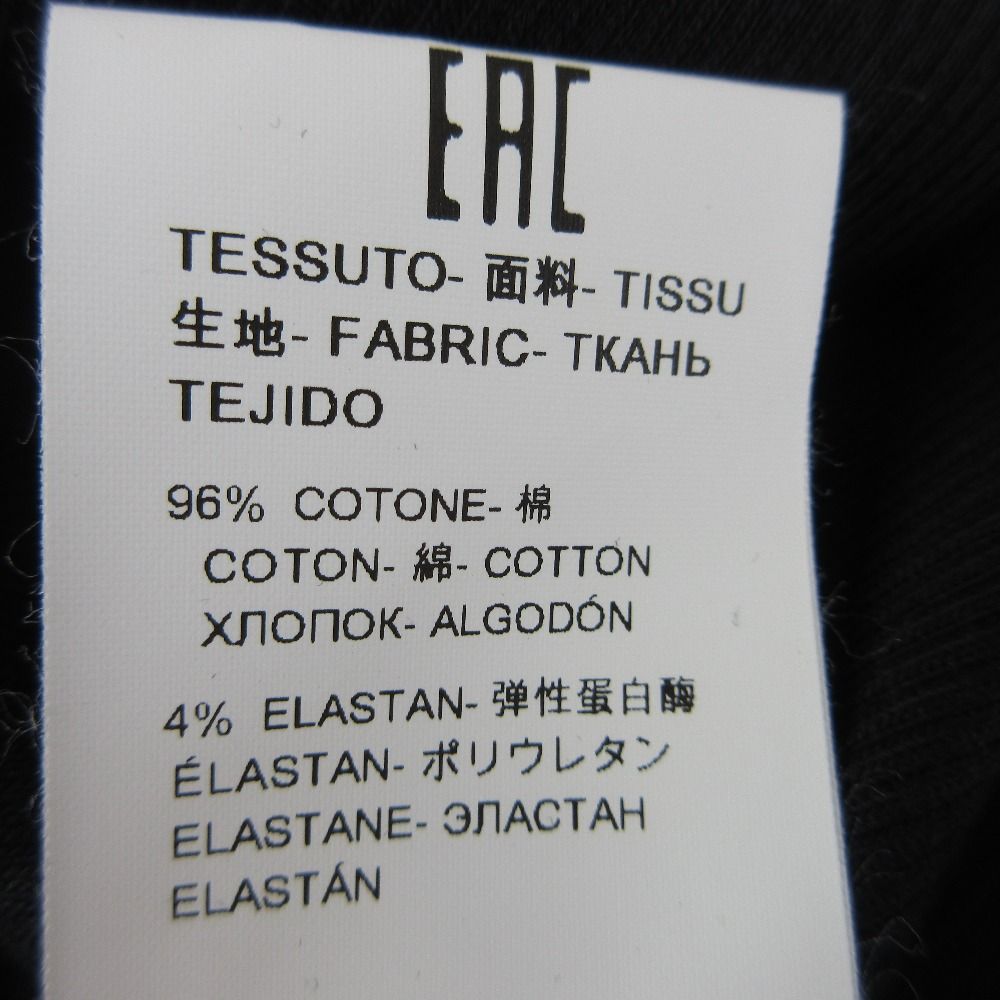 EAC
TESSUTO- 面料- TISSU
生地- FABRIC- ТКАНЬ
TEJIDO
96% COTONE- 棉
COTON- 綿- COTTON
ХЛОПОК- ALGODÓN
4% ELASTAN- 弹性蛋白酶
ÉLASTAN- ポリウレタン
ELASTANE- ЭЛАСТАН
ELASTÁN